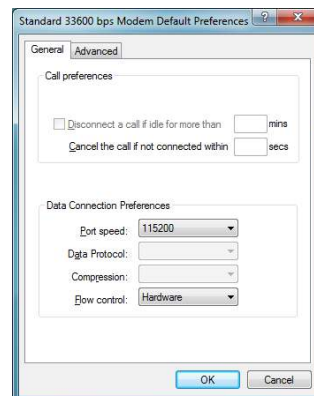 Standard 33600 bps Modem Default Preferences
General Advanced
Call preferences
Disconnect a call if idle for more than mins
Cancel the call if not connected within secs
Data Connection Preferences
Port speed: 115200
Data Protocol:
Compression:
Flow control: Hardware
OK Cancel